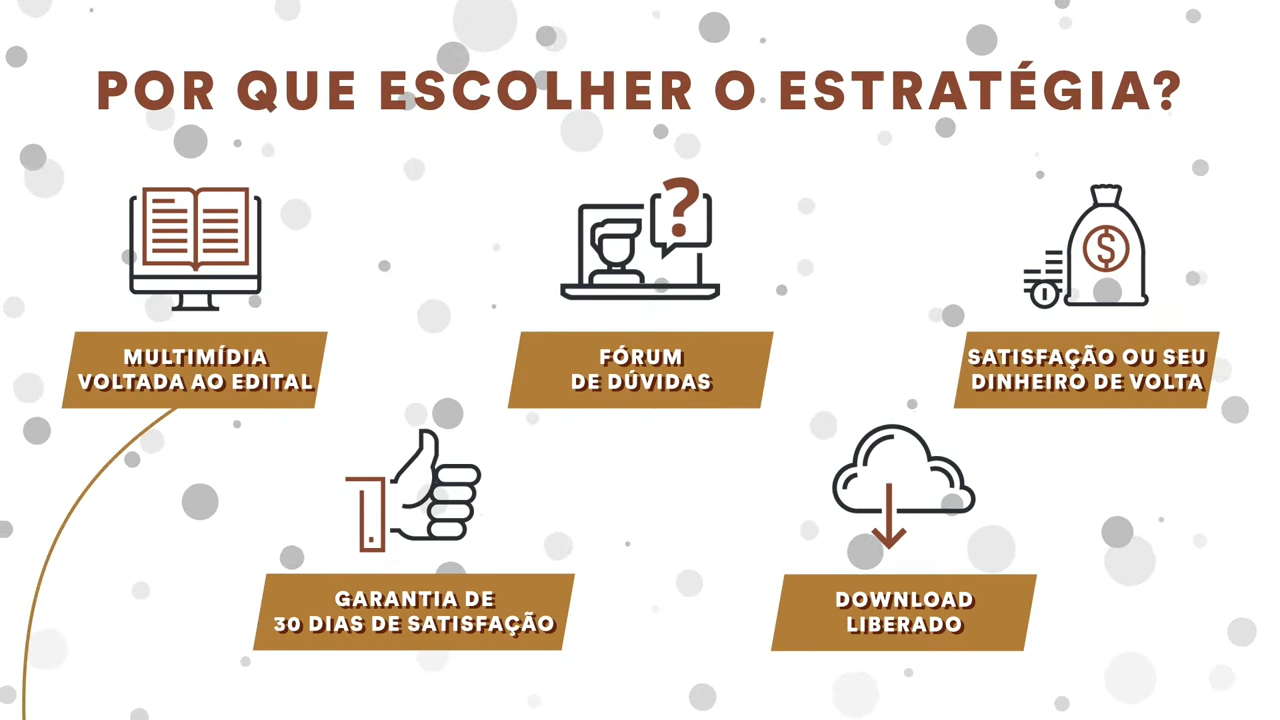 POR QUE ESCOLHER O ESTRATÉGIA?
?
$
MULTIMÍDIA
VOLTADA AO EDITAL
FÓRUM
DE DÚVIDAS
SATISFAÇÃO OU SEU
DINHEIRO DE VOLTA
GARANTIA DE
30 DIAS DE SATISFAÇÃO
DOWNLOAD
LIBERADO